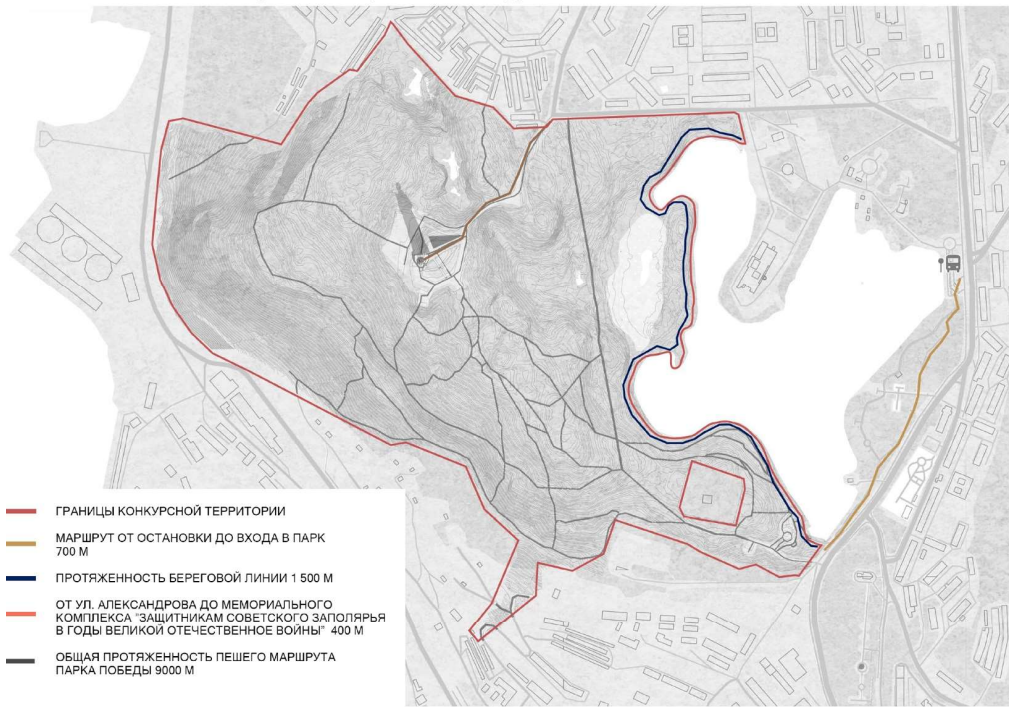 ГРАНИЦЫ КОНКУРСНОЙ ТЕРРИТОРИИ
МАРШРУТ ОТ ОСТАНОВКИ ДО ВХОДА В ПАРК
700 М
ПРОТЯЖЕННОСТЬ БЕРЕГОВОЙ ЛИНИИ 1 500 М
ОТ УЛ. АЛЕКСАНДРОВА ДО МЕМОРИАЛЬНОГО
КОМПЛЕКСА "ЗАЩИТНИКАМ СОВЕТСКОГО ЗАПОЛЯРЬЯ
В ГОДЫ ВЕЛИКОЙ ОТЕЧЕСТВЕННОЕ ВОЙНЫ" 400 М
ОБЩАЯ ПРОТЯЖЕННОСТЬ ПЕШЕГО МАРШРУТА
ПАРКА ПОБЕДЫ 9000 М